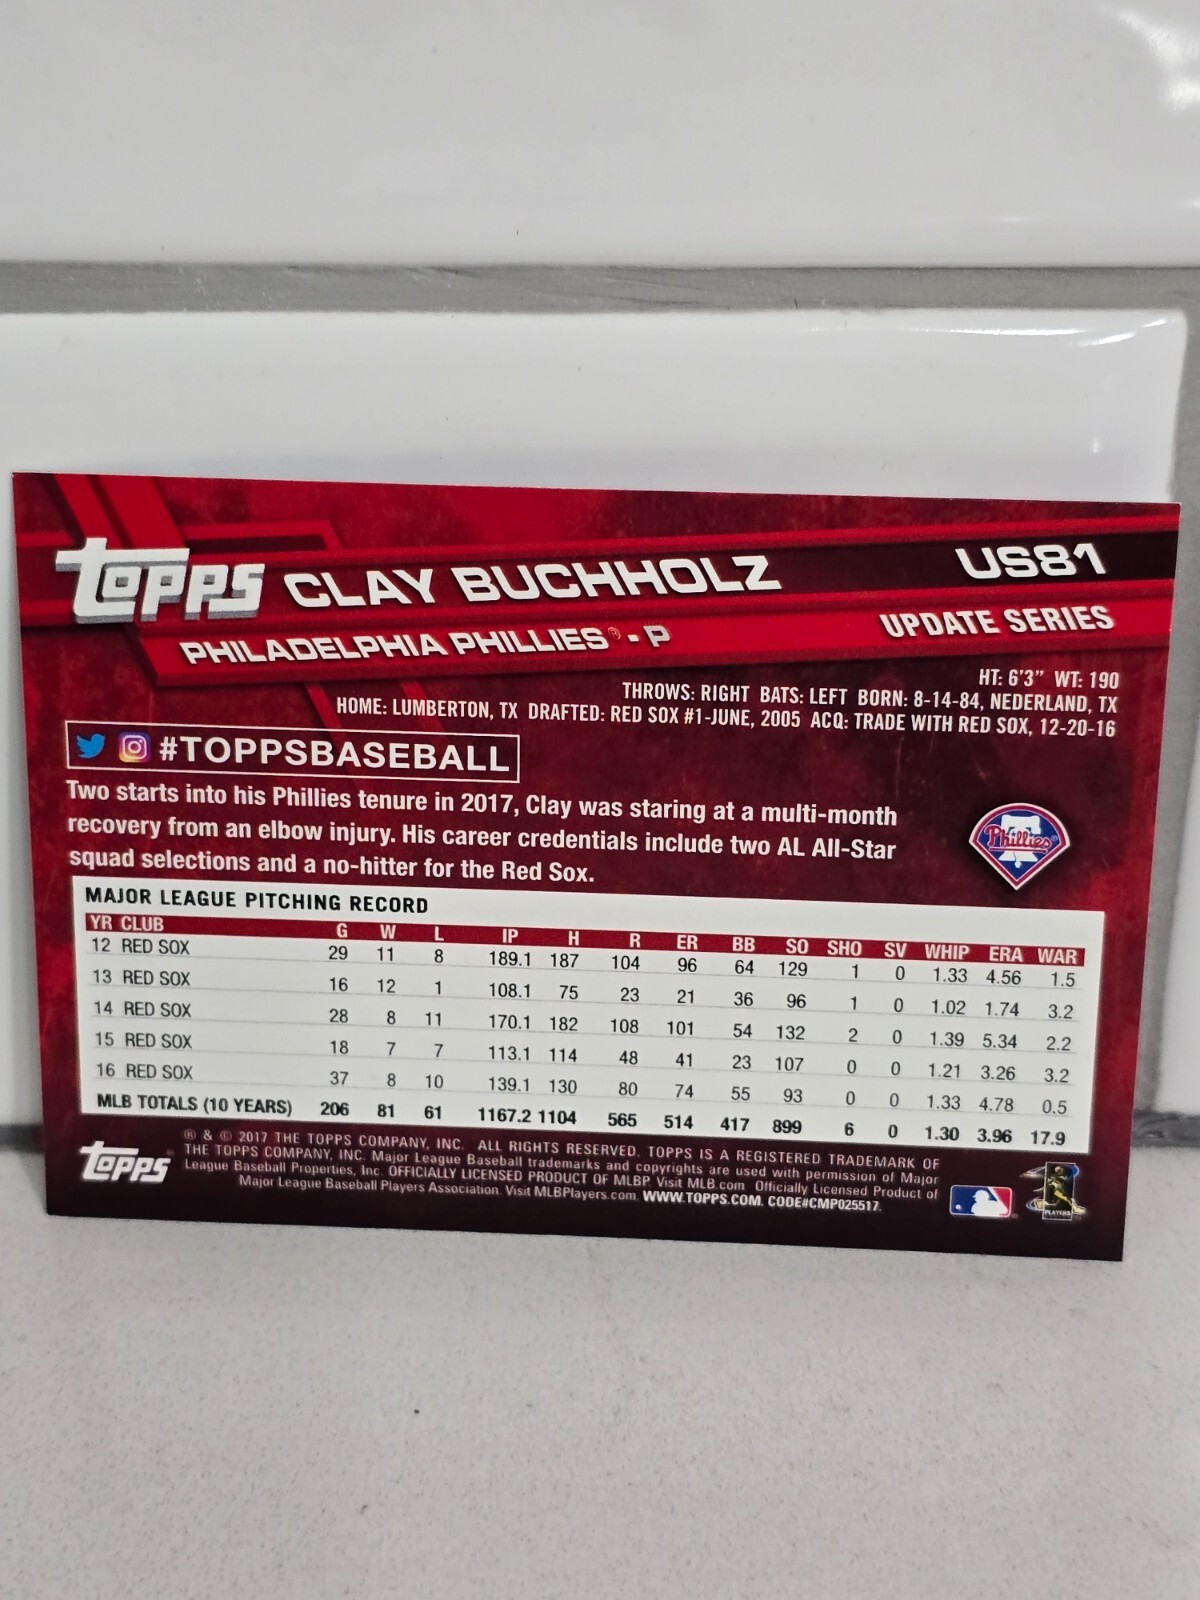 TOPPS CLAY BUCHHOLZ US81
PHILADELPHIA PHILLIES® - P UPDATE SERIES
HT: 6'3" WT: 190
THROWS: RIGHT BATS: LEFT BORN: 8-14-84, NEDERLAND, TX
HOME: LUMBERTON, TX DRAFTED: RED SOX #1-JUNE, 2005 ACQ: TRADE WITH RED SOX, 12-20-16
#TOPPSBASEBALL
Two starts into his Phillies tenure in 2017, Clay was staring at a multi-month
recovery from an elbow injury. His career credentials include two AL All-Star
squad selections and a no-hitter for the Red Sox.
Phillies
MAJOR LEAGUE PITCHING RECORD
YR CLUB G W L IP H R ER BB SO SHO SV WHIP ERA WAR
12 RED SOX 29 11 8 189.1 187 104 96 64 129 1 0 1.33 4.56 1.5
13 RED SOX 16 12 1 108.1 75 23 21 36 96 1 0 1.02 1.74 3.2
14 RED SOX 28 8 11 170.1 182 108 101 54 132 2 0 1.39 5.34 2.2
15 RED SOX 18 7 7 113.1 114 48 41 23 107 0 0 1.21 3.26 3.2
16 RED SOX 37 8 10 139.1 130 80 74 55 93 0 0 1.33 4.78 0.5
MLB TOTALS (10 YEARS) 206 81 61 1167.2 1104 565 514 417 899 6 0 1.30 3.96 17.9
TOPPS
® & © 2017 THE TOPPS COMPANY, INC. ALL RIGHTS RESERVED. TOPPS IS A REGISTERED TRADEMARK OF
THE TOPPS COMPANY, INC. Major League Baseball trademarks and copyrights are used with permission of Major
League Baseball Properties, Inc. OFFICIALLY LICENSED PRODUCT OF MLBP. Visit MLB.com Officially Licensed Product of
Major League Baseball Players Association. Visit MLBPlayers.com. WWW.TOPPS.COM. CODE#CMP025517.
PLAYERS